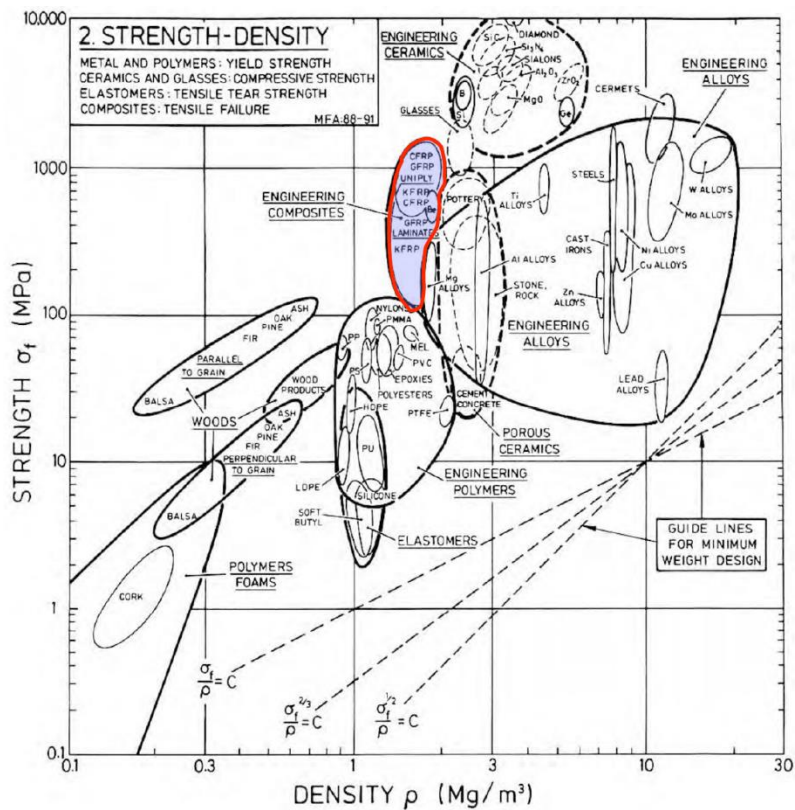 10,000
2. STRENGTH-DENSITY
METAL AND POLYMERS: YIELD STRENGTH
CERAMICS AND GLASSES: COMPRESSIVE STRENGTH
ELASTOMERS: TENSILE TEAR STRENGTH
COMPOSITES: TENSILE FAILURE
MFA:88-91
ENGINEERING
CERAMICS
SiC
DIAMOND
Si3N4
SIALONS
Al2O3
ZrO2
B
MgO
Si
Ge
GLASSES
CERMETS
ENGINEERING
ALLOYS
1000
CFRP
GFRP
UNIPLY
KFRP
CFRP
Be
GFRP
LAMINATES
KFRP
ENGINEERING
COMPOSITES
POTTERY
Ti
ALLOYS
STEELS
W ALLOYS
Mo ALLOYS
CAST
IRONS
Ni ALLOYS
Cu ALLOYS
Al ALLOYS
Mg
ALLOYS
STONE,
ROCK
Zn
ALLOYS
ENGINEERING
ALLOYS
100
ASH
OAK
PINE
FIR
PARALLEL
TO GRAIN
BALSA
NYLONS
PMMA
PP
MEL
PVC
PS
EPOXIES
POLYESTERS
HDPE
PTFE
CEMENT
CONCRETE
LEAD
ALLOYS
WOOD
PRODUCTS
WOODS
ASH
OAK
PINE
FIR
PERPENDICULAR
TO GRAIN
BALSA
POROUS
CERAMICS
PU
LDPE
ENGINEERING
POLYMERS
10
SILICONE
SOFT
BUTYL
ELASTOMERS
GUIDE LINES
FOR MINIMUM
WEIGHT DESIGN
POLYMERS
FOAMS
CORK
1
σf/ρ = C
σf^2/3/ρ = C
σf^1/2/ρ = C
0.1
0.1
0.3
1
3
10
30
STRENGTH σf (MPa)
DENSITY ρ (Mg/m³)